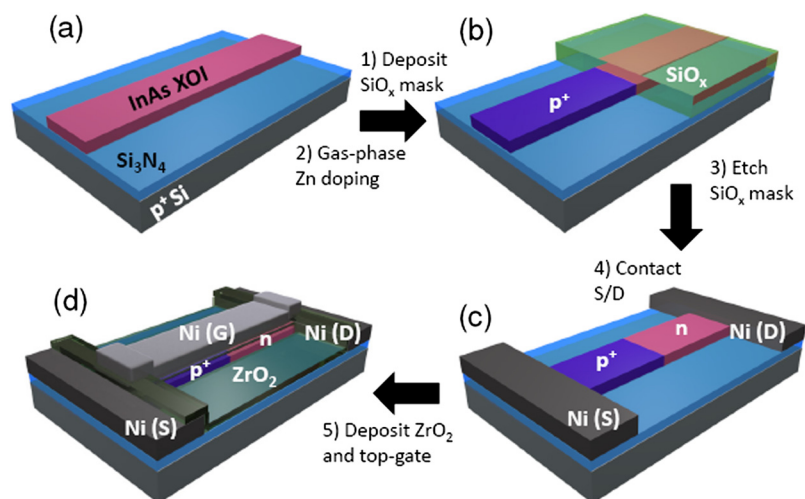 (a)
InAs XOI
Si₃N₄
p⁺Si
1) Deposit
SiOₓ mask
2) Gas-phase
Zn doping
(b)
p⁺
SiOₓ
3) Etch
SiOₓ mask
4) Contact
S/D
(c)
p⁺
n
Ni (D)
Ni (S)
5) Deposit ZrO₂
and top-gate
(d)
Ni (G)
n
Ni (D)
p⁺
ZrO₂
Ni (S)